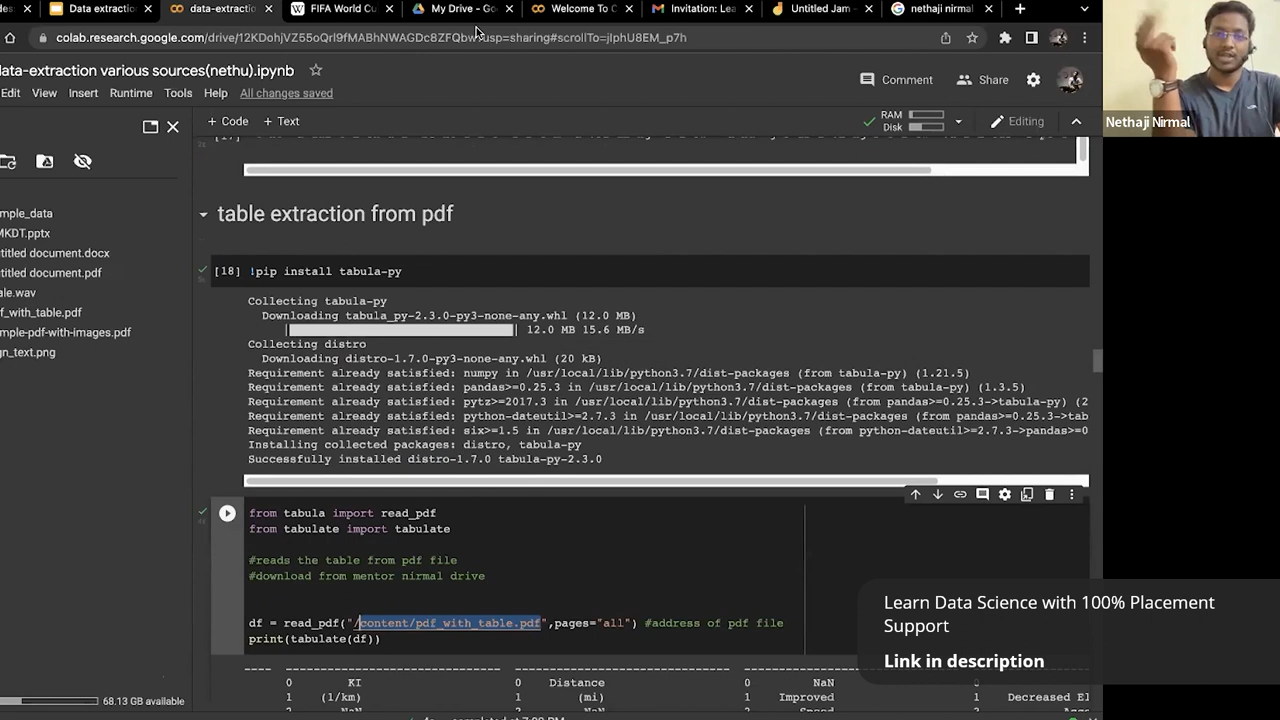 Data extraction
data-extraction
FIFA World Cu
My Drive - Go
Welcome To C
Invitation: Lea
Untitled Jam
nethaji nirmal
colab.research.google.com/drive/12KDohjVZ55oQrl9fMABhNWAGDc8ZFQbw?usp=sharing#scrollTo=jIphU8EM_p7h
data-extraction various sources(nethu).ipynb
Edit View Insert Runtime Tools Help All changes saved
Comment Share
+ Code + Text
RAM
Disk
Editing
table extraction from pdf
mple_data
MKDT.pptx
titled document.docx
titled document.pdf
ale.wav
f_with_table.pdf
mple-pdf-with-images.pdf
gn_text.png
[18] !pip install tabula-py
Collecting tabula-py
Downloading tabula_py-2.3.0-py3-none-any.whl (12.0 MB)
12.0 MB 15.6 MB/s
Collecting distro
Downloading distro-1.7.0-py3-none-any.whl (20 kB)
Requirement already satisfied: numpy in /usr/local/lib/python3.7/dist-packages (from tabula-py) (1.21.5)
Requirement already satisfied: pandas>=0.25.3 in /usr/local/lib/python3.7/dist-packages (from tabula-py) (1.3.5)
Requirement already satisfied: pytz>=2017.3 in /usr/local/lib/python3.7/dist-packages (from pandas>=0.25.3->tabula-py) (2
Requirement already satisfied: python-dateutil>=2.7.3 in /usr/local/lib/python3.7/dist-packages (from pandas>=0.25.3->tab
Requirement already satisfied: six>=1.5 in /usr/local/lib/python3.7/dist-packages (from python-dateutil>=2.7.3->pandas>=0
Installing collected packages: distro, tabula-py
Successfully installed distro-1.7.0 tabula-py-2.3.0
from tabula import read_pdf
from tabulate import tabulate
#reads the table from pdf file
#download from mentor nirmal drive
df = read_pdf("/content/pdf_with_table.pdf",pages="all") #address of pdf file
print(tabulate(df))
0 KI 0 Distance 0 NaN
1 (1/km) 1 (mi) 1 Improved 1 Decreased El
68.13 GB available
Nethaji Nirmal
Learn Data Science with 100% Placement
Support
Link in description